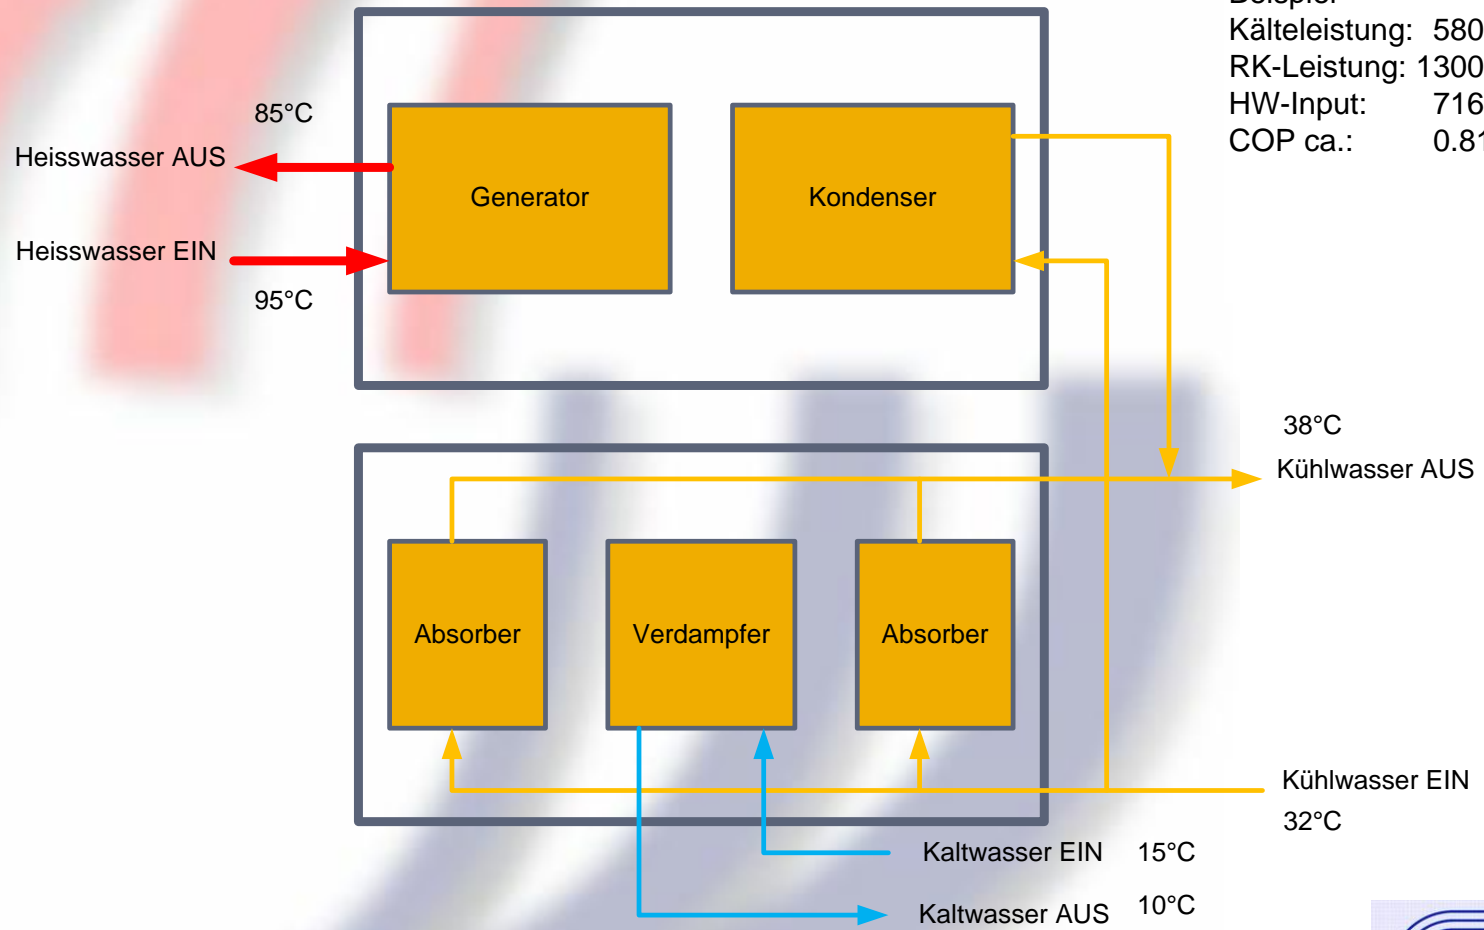 Kälteleistung: 580
RK-Leistung: 1300
HW-Input: 716
COP ca.: 0.81
85°C
Heisswasser AUS
Generator
Kondenser
Heisswasser EIN
95°C
38°C
Kühlwasser AUS
Absorber
Verdampfer
Absorber
Kühlwasser EIN
32°C
Kaltwasser EIN 15°C
Kaltwasser AUS 10°C